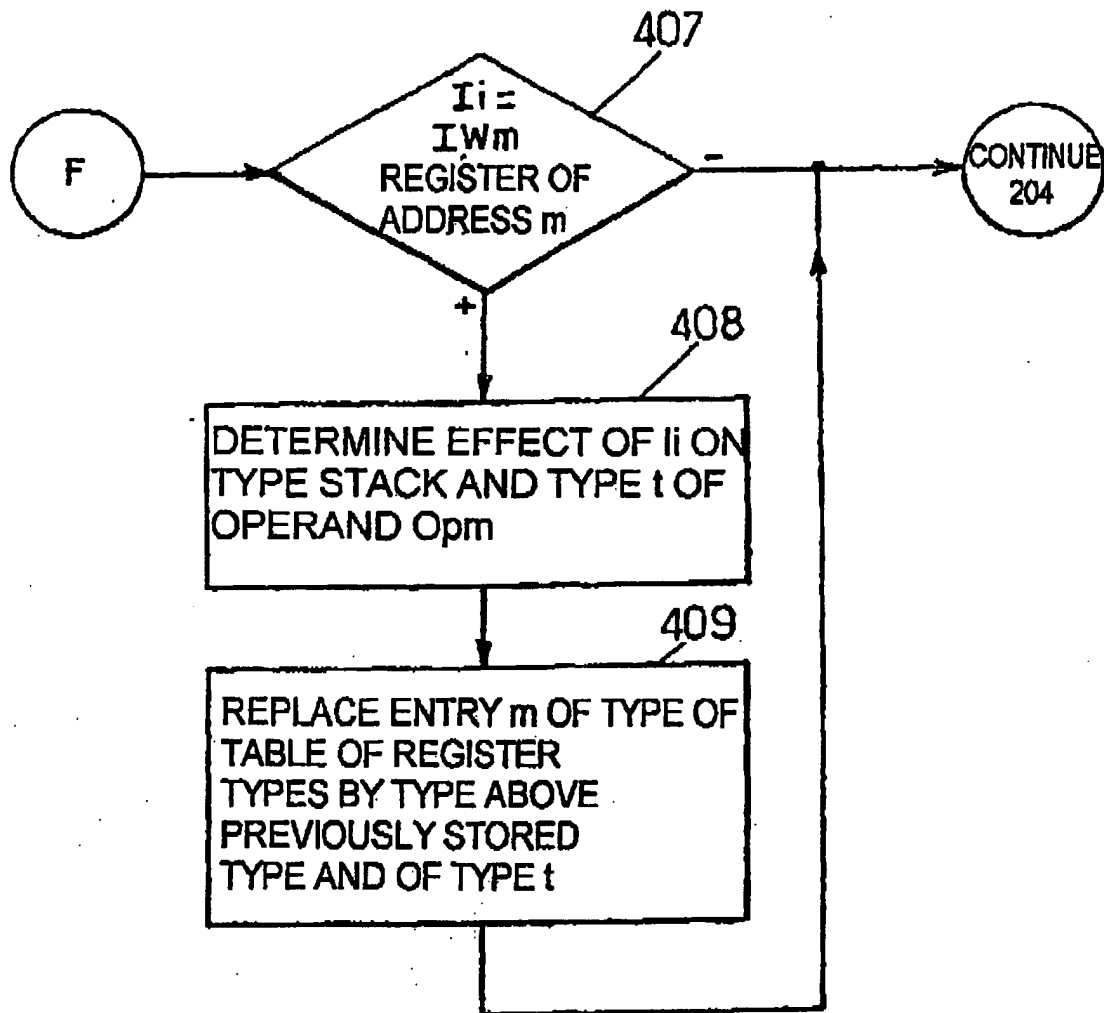 407
F
Ii =
IWm
REGISTER OF
ADDRESS m
-
CONTINUE
204
+
408
DETERMINE EFFECT OF Ii ON
TYPE STACK AND TYPE t OF
OPERAND Opm
409
REPLACE ENTRY m OF TYPE OF
TABLE OF REGISTER
TYPES BY TYPE ABOVE
PREVIOUSLY STORED
TYPE AND OF TYPE t